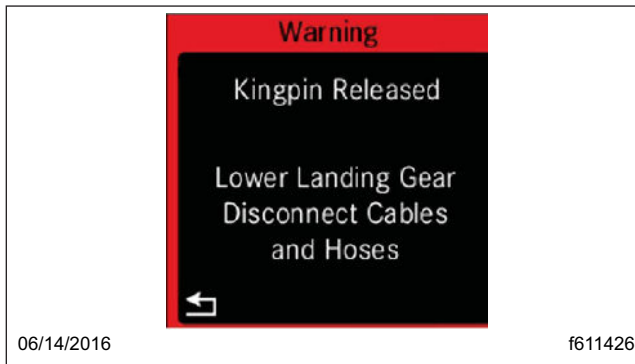 Warning
Kingpin Released
Lower Landing Gear
Disconnect Cables
and Hoses
06/14/2016
f611426